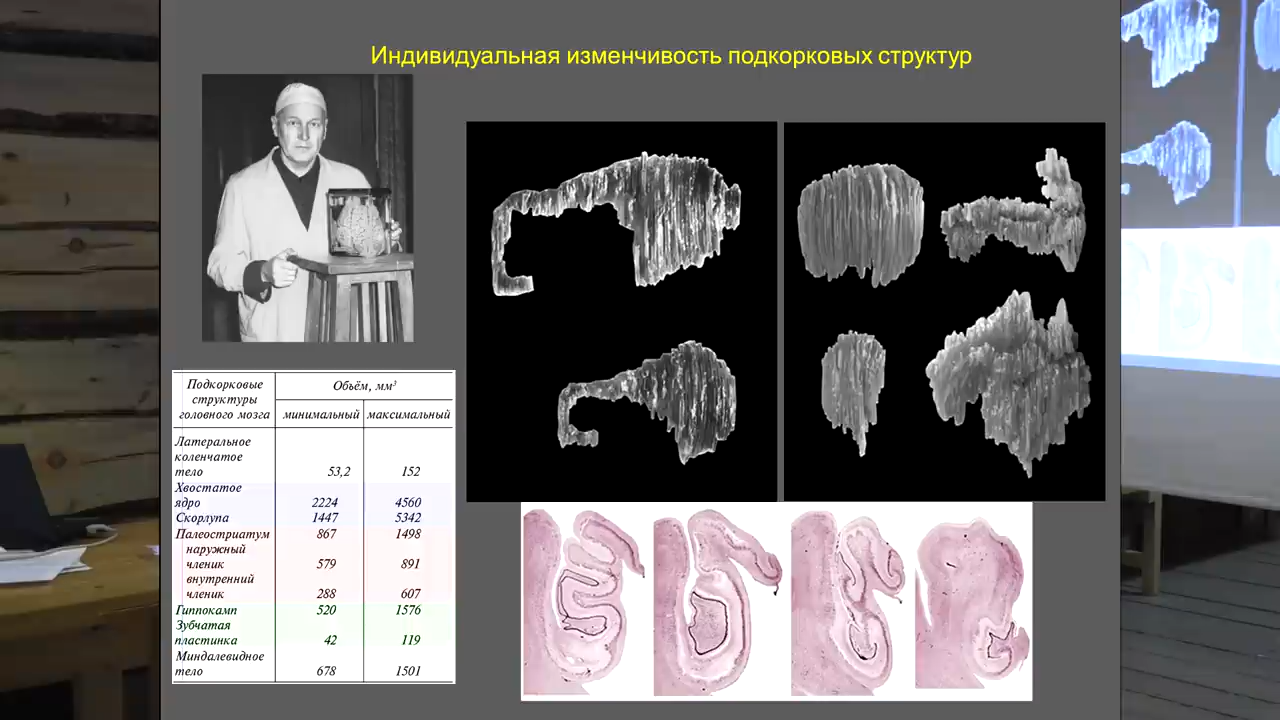 Индивидуальная изменчивость подкорковых структур
Подкорковые
структуры
головного мозга
Объём, мм³
минимальный
максимальный
Латеральное
коленчатое
тело 53,2 152
Хвостатое
ядро 2224 4560
Скорлупа 1447 5342
Палеостриатум 867 1498
наружный
членик 579 891
внутренний
членик 288 607
Гиппокамп 520 1576
Зубчатая
пластинка 42 119
Миндалевидное
тело 678 1501